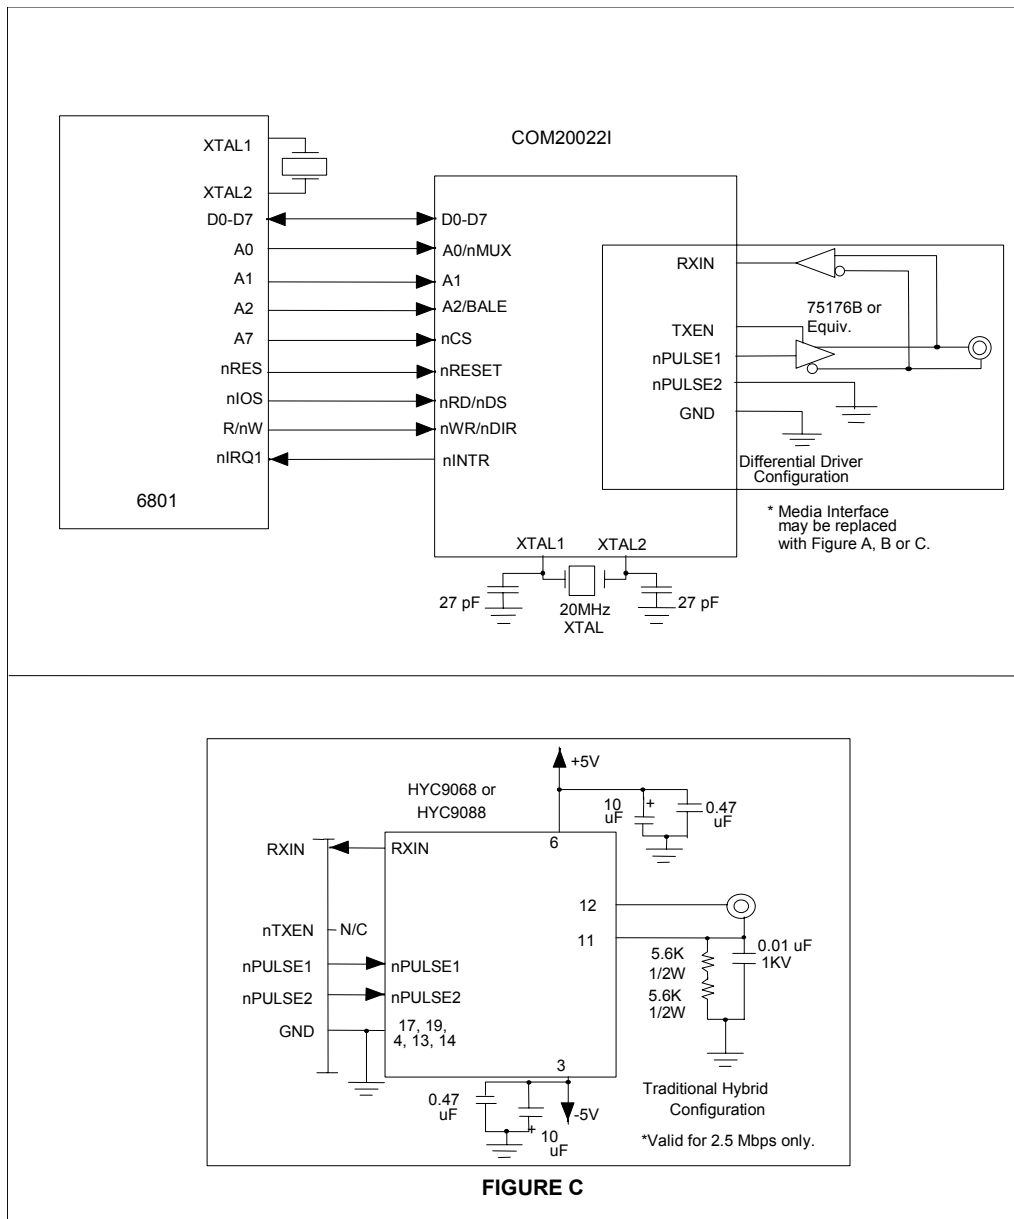 COM20022I
XTAL1
XTAL2
D0-D7
A0
A1
A2
A7
nRES
nIOS
R/nW
nIRQ1
6801
D0-D7
A0/nMUX
A1
A2/BALE
nCS
nRESET
nRD/nDS
nWR/nDIR
nINTR
RXIN
TXEN
nPULSE1
nPULSE2
GND
75176B or
Equiv.
Differential Driver
Configuration
* Media Interface
may be replaced
with Figure A, B or C.
XTAL1
XTAL2
27 pF
20MHz
XTAL
27 pF
+5V
HYC9068 or
HYC9088
10
uF
+
0.47
uF
6
RXIN
RXIN
nTXEN
N/C
nPULSE1
nPULSE1
nPULSE2
nPULSE2
GND
17, 19,
4, 13, 14
12
11
5.6K
1/2W
5.6K
1/2W
0.01 uF
1KV
3
0.47
uF
+
10
uF
-5V
Traditional Hybrid
Configuration
*Valid for 2.5 Mbps only.
FIGURE C